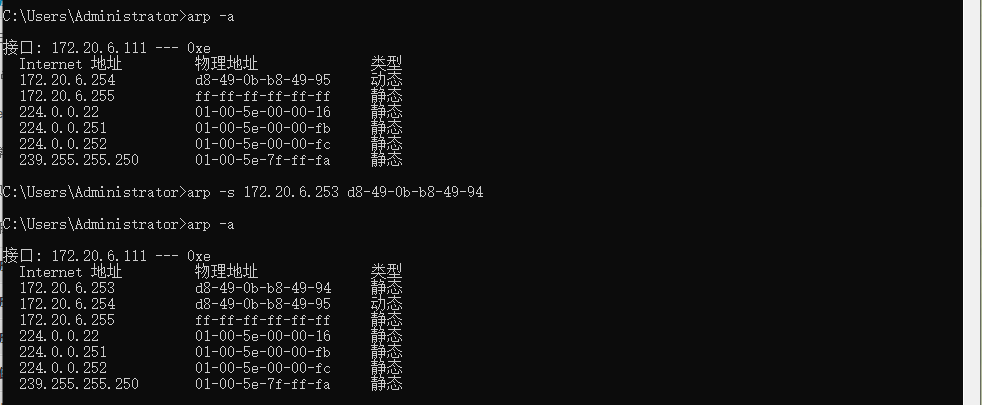 C:\Users\Administrator>arp -a
接口: 172.20.6.111 --- 0xe
Internet 地址 物理地址 类型
172.20.6.254 d8-49-0b-b8-49-95 动态
172.20.6.255 ff-ff-ff-ff-ff-ff 静态
224.0.0.22 01-00-5e-00-00-16 静态
224.0.0.251 01-00-5e-00-00-fb 静态
224.0.0.252 01-00-5e-00-00-fc 静态
239.255.255.250 01-00-5e-7f-ff-fa 静态
C:\Users\Administrator>arp -s 172.20.6.253 d8-49-0b-b8-49-94
C:\Users\Administrator>arp -a
接口: 172.20.6.111 --- 0xe
Internet 地址 物理地址 类型
172.20.6.253 d8-49-0b-b8-49-94 静态
172.20.6.254 d8-49-0b-b8-49-95 动态
172.20.6.255 ff-ff-ff-ff-ff-ff 静态
224.0.0.22 01-00-5e-00-00-16 静态
224.0.0.251 01-00-5e-00-00-fb 静态
224.0.0.252 01-00-5e-00-00-fc 静态
239.255.255.250 01-00-5e-7f-ff-fa 静态